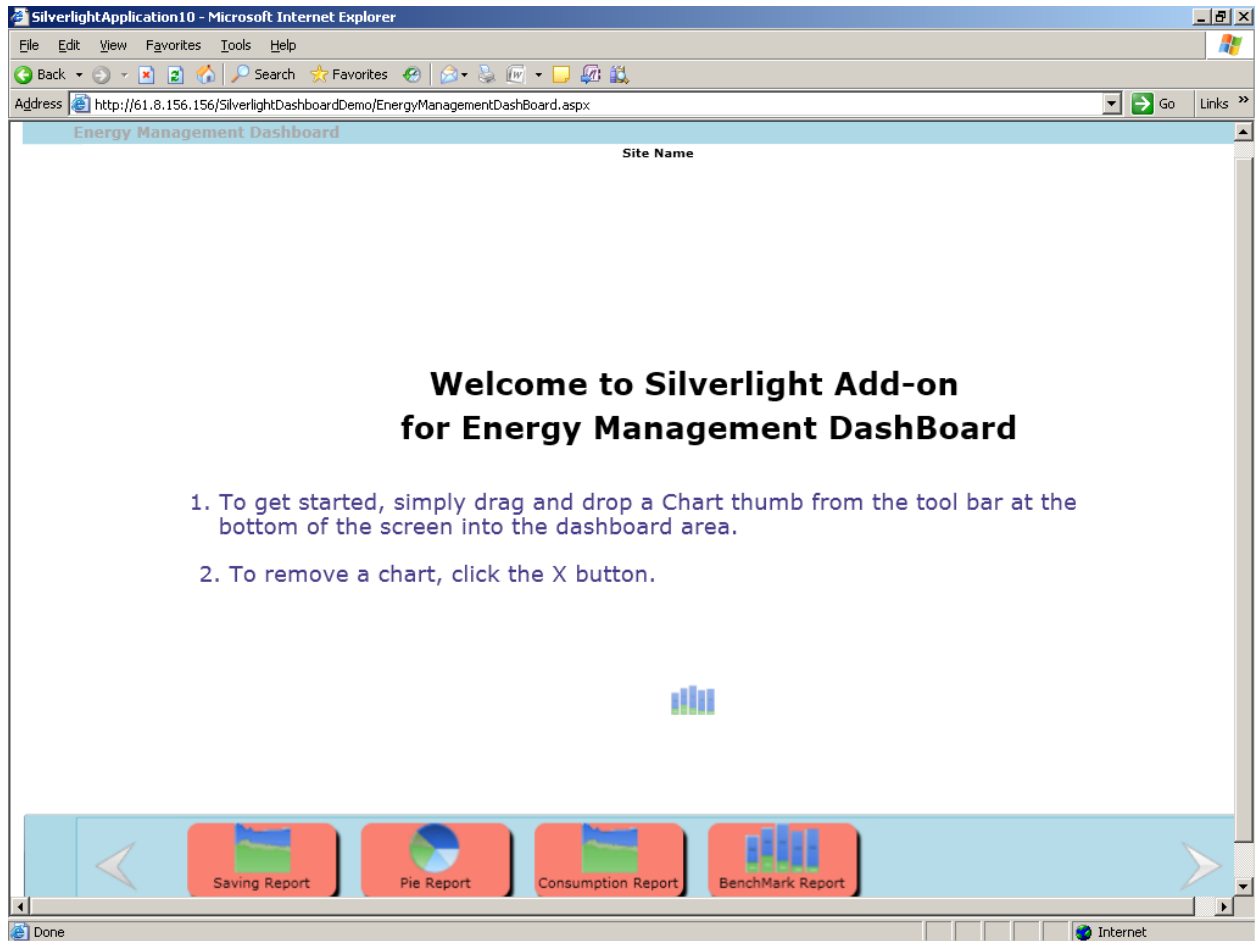 SilverlightApplication10 - Microsoft Internet Explorer
File Edit View Favorites Tools Help
Back Search Favorites
Address http://61.8.156.156/SilverlightDashboardDemo/EnergyManagementDashBoard.aspx Go Links »
Energy Management Dashboard
Site Name
Welcome to Silverlight Add-on
for Energy Management DashBoard
1. To get started, simply drag and drop a Chart thumb from the tool bar at the
bottom of the screen into the dashboard area.
2. To remove a chart, click the X button.
Saving Report Pie Report Consumption Report BenchMark Report
Done Internet